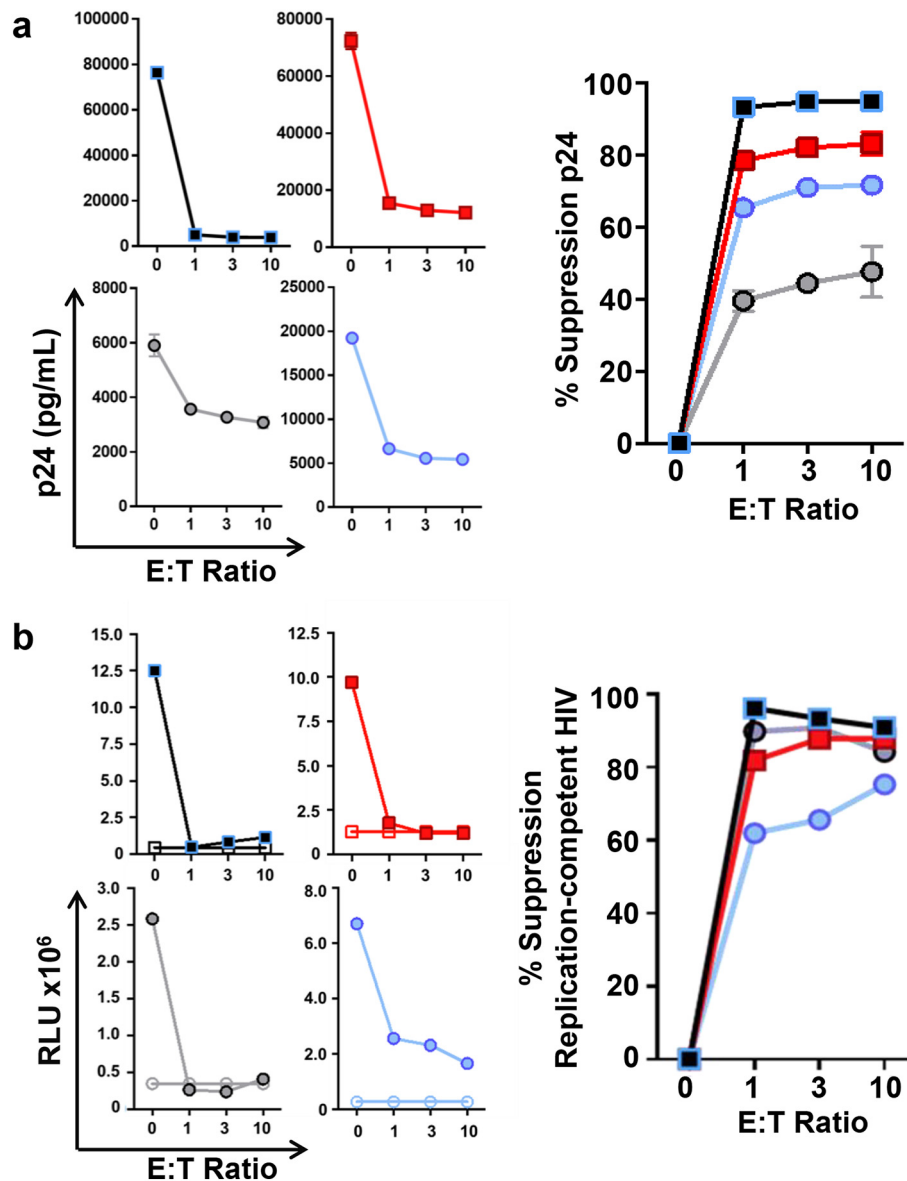 a
100000
80000
60000
40000
20000
0
0 1 3 10
80000
60000
40000
20000
0
0 1 3 10
8000
6000
4000
2000
0
0 1 3 10
25000
20000
15000
10000
5000
0
0 1 3 10
p24 (pg/mL)
E:T Ratio
% Suppression p24
100
80
60
40
20
0
0 1 3 10
E:T Ratio
b
15.0
12.5
10.0
7.5
5.0
2.5
0
0 1 3 10
12.5
10.0
7.5
5.0
2.5
0
0 1 3 10
3.0
2.5
2.0
1.5
1.0
0.5
0
0 1 3 10
8.0
6.0
4.0
2.0
0
0 1 3 10
RLU x10⁶
E:T Ratio
% Suppression
Replication-competent HIV
100
80
60
40
20
0
0 1 3 10
E:T Ratio